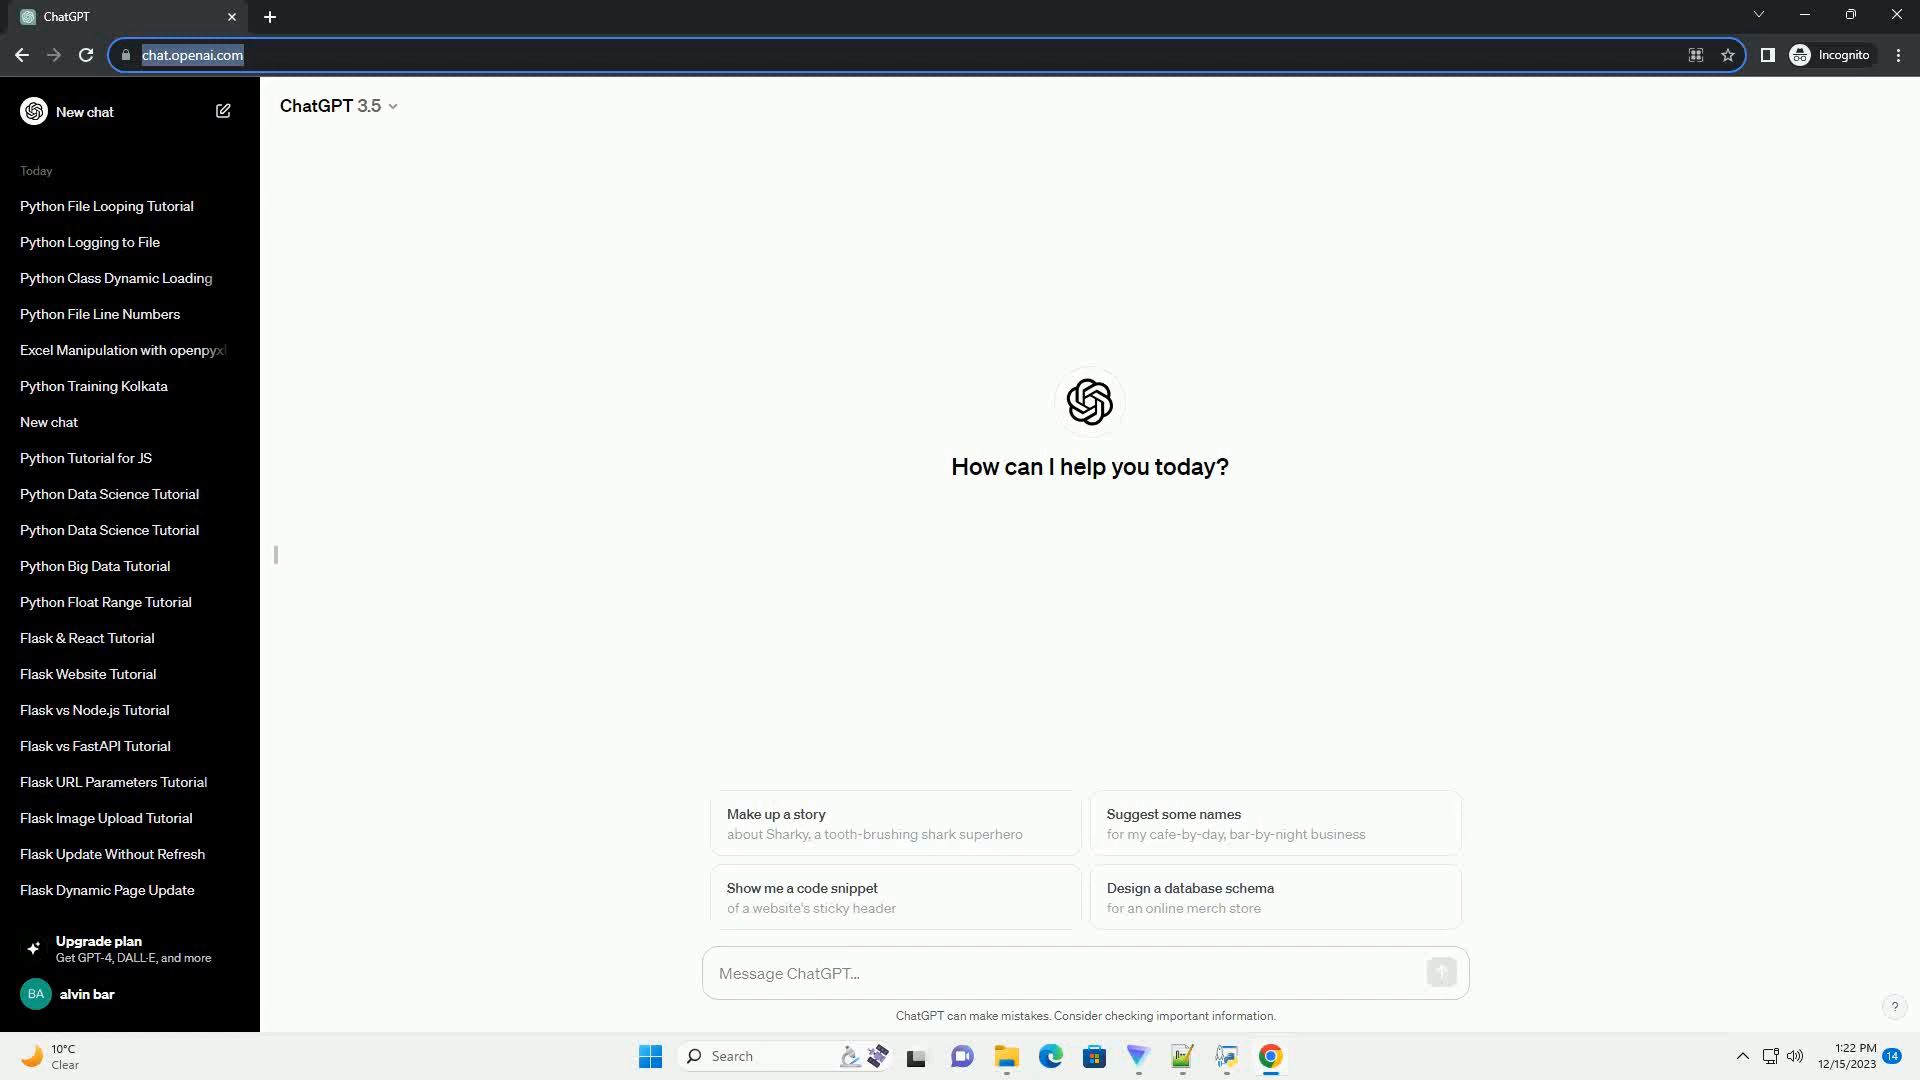 ChatGPT
chat.openai.com
Incognito
New chat
Today
Python File Looping Tutorial
Python Logging to File
Python Class Dynamic Loading
Python File Line Numbers
Excel Manipulation with openpyxl
Python Training Kolkata
New chat
Python Tutorial for JS
Python Data Science Tutorial
Python Data Science Tutorial
Python Big Data Tutorial
Python Float Range Tutorial
Flask & React Tutorial
Flask Website Tutorial
Flask vs Node.js Tutorial
Flask vs FastAPI Tutorial
Flask URL Parameters Tutorial
Flask Image Upload Tutorial
Flask Update Without Refresh
Flask Dynamic Page Update
Upgrade plan
Get GPT-4, DALL·E, and more
BA alvin bar
ChatGPT 3.5
How can I help you today?
Make up a story
about Sharky, a tooth-brushing shark superhero
Suggest some names
for my cafe-by-day, bar-by-night business
Show me a code snippet
of a website's sticky header
Design a database schema
for an online merch store
Message ChatGPT...
ChatGPT can make mistakes. Consider checking important information.
?
10°C
Clear
Search
1:22 PM
12/15/2023
14